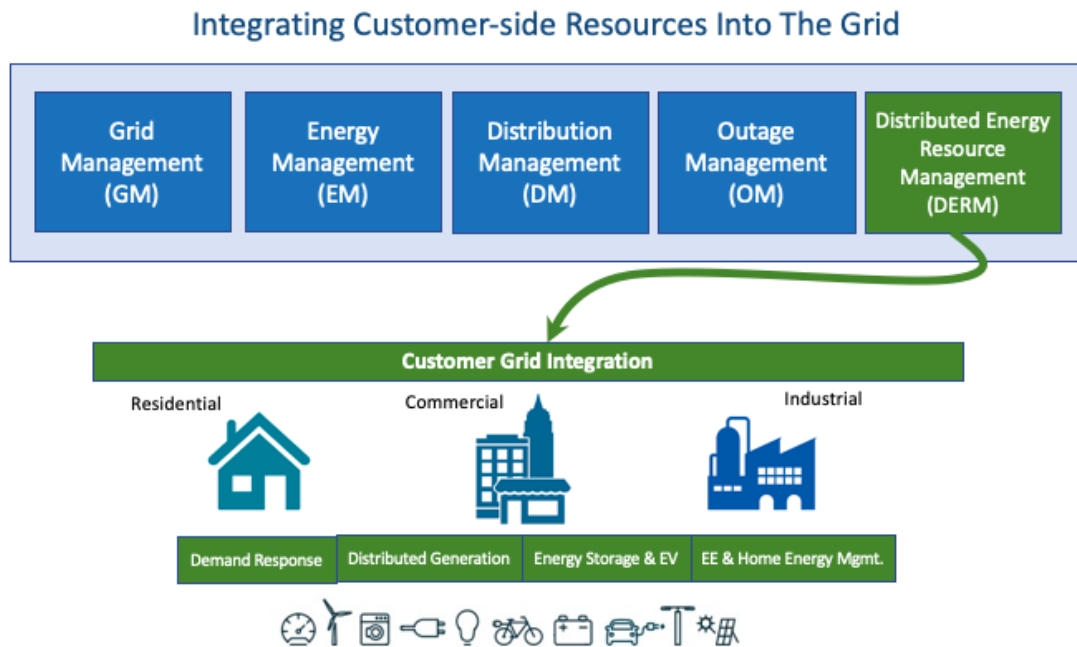 Integrating Customer-side Resources Into The Grid
Grid
Management
(GM)
Energy
Management
(EM)
Distribution
Management
(DM)
Outage
Management
(OM)
Distributed Energy
Resource
Management
(DERM)
Customer Grid Integration
Residential
Commercial
Industrial
Demand Response
Distributed Generation
Energy Storage & EV
EE & Home Energy Mgmt.